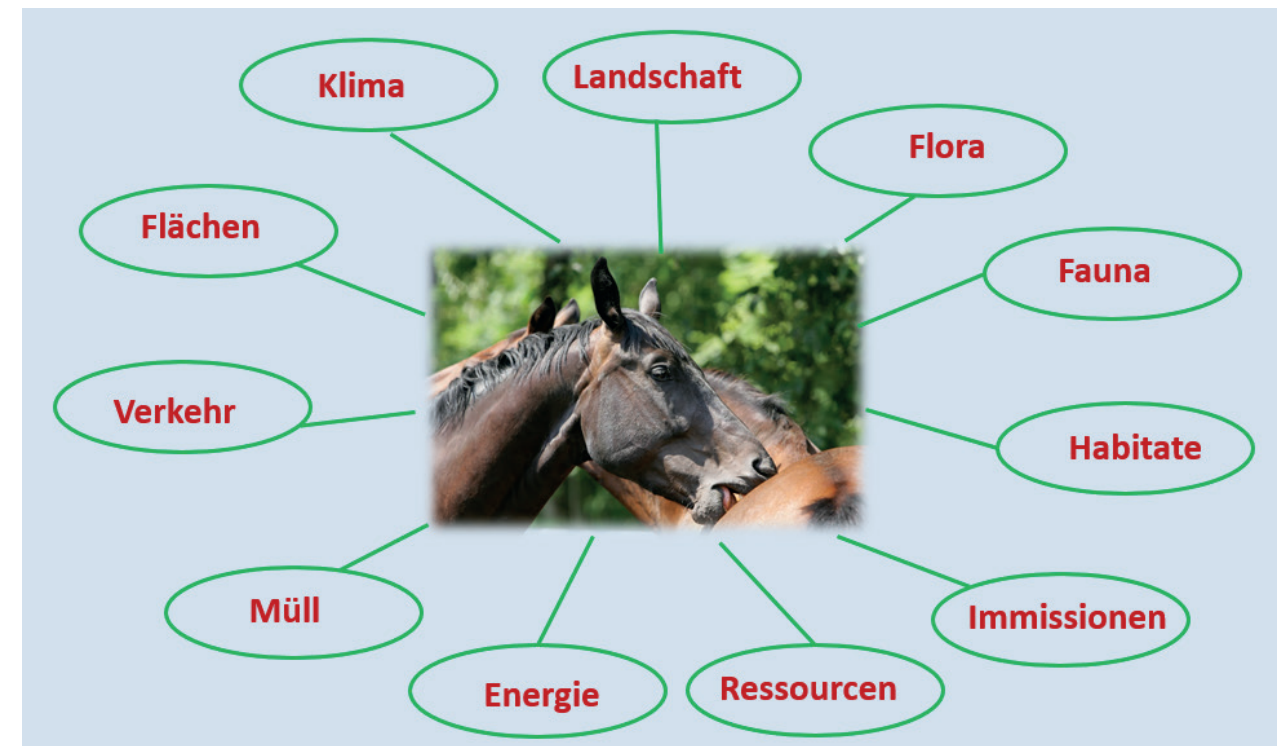 Klima
Landschaft
Flora
Flächen
Fauna
Verkehr
Habitate
Müll
Immissionen
Energie
Ressourcen